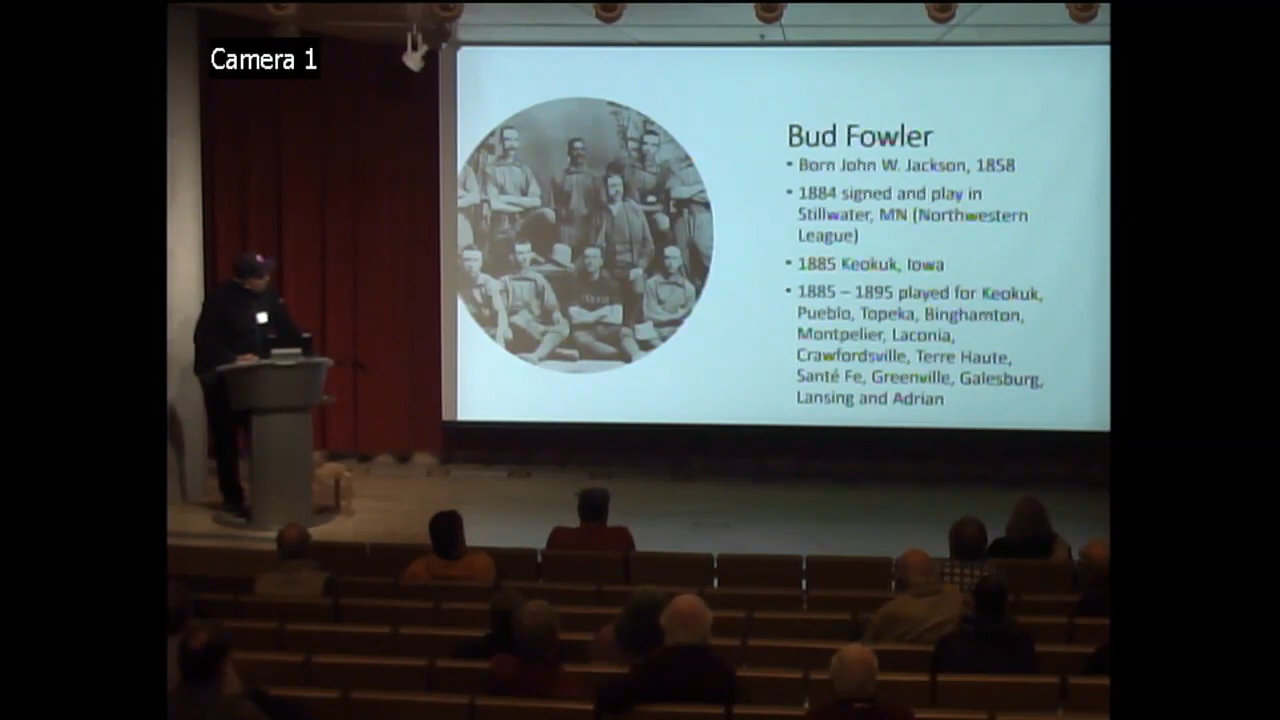 Camera 1
Bud Fowler
• Born John W. Jackson, 1858
• 1884 signed and play in
Stillwater, MN (Northwestern
League)
• 1885 Keokuk, Iowa
• 1885 – 1895 played for Keokuk,
Pueblo, Topeka, Binghamton,
Montpelier, Laconia,
Crawfordsville, Terre Haute,
Santé Fe, Greenville, Galesburg,
Lansing and Adrian